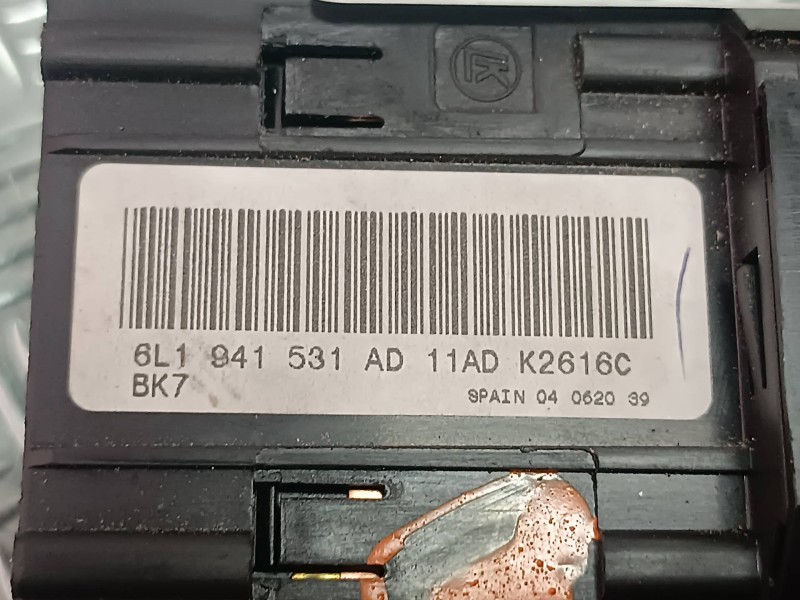 6L1 941 531 AD 11AD K2616C
BK7
SPAIN 04 0620 39